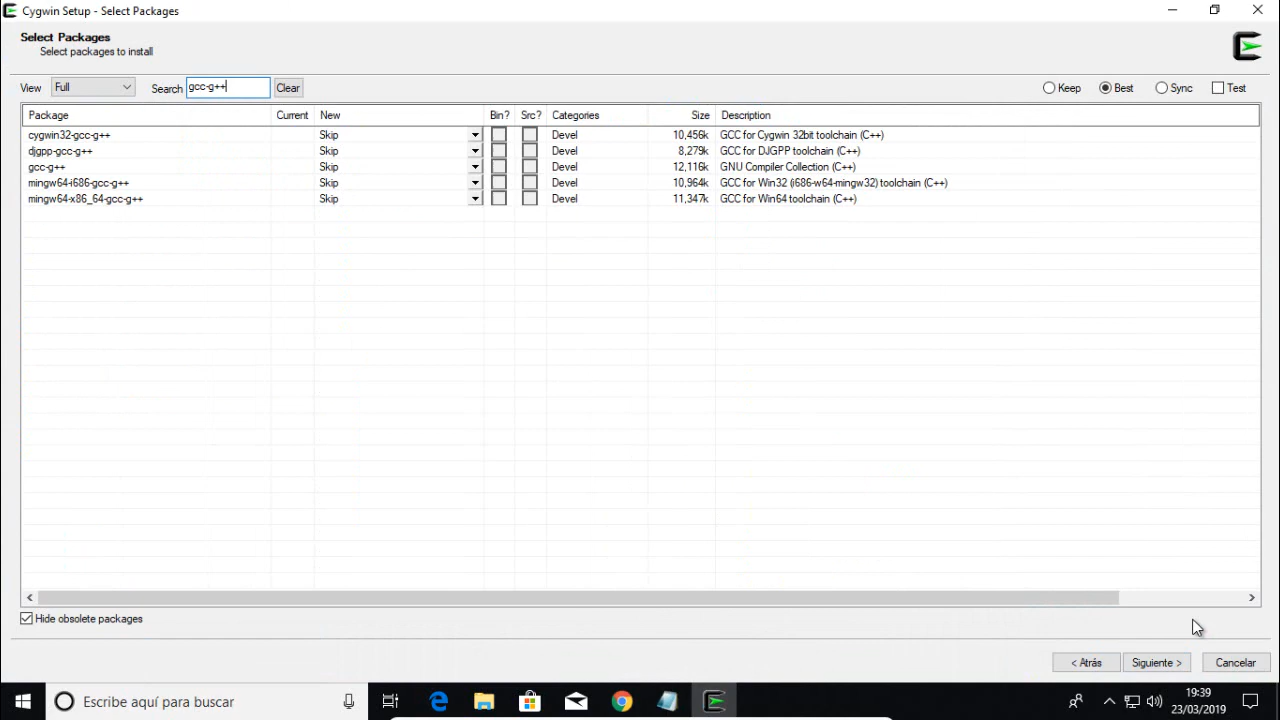 Cygwin Setup - Select Packages
Select Packages
Select packages to install
View Full Search gcc-g++ Clear Keep Best Sync Test
Package Current New Bin? Src? Categories Size Description
cygwin32-gcc-g++ Skip Devel 10,456k GCC for Cygwin 32bit toolchain (C++)
djgpp-gcc-g++ Skip Devel 8,279k GCC for DJGPP toolchain (C++)
gcc-g++ Skip Devel 12,116k GNU Compiler Collection (C++)
mingw64-i686-gcc-g++ Skip Devel 10,964k GCC for Win32 (i686-w64-mingw32) toolchain (C++)
mingw64-x86_64-gcc-g++ Skip Devel 11,347k GCC for Win64 toolchain (C++)
Hide obsolete packages
< Atrás Siguiente > Cancelar
Escribe aquí para buscar
19:39
23/03/2019